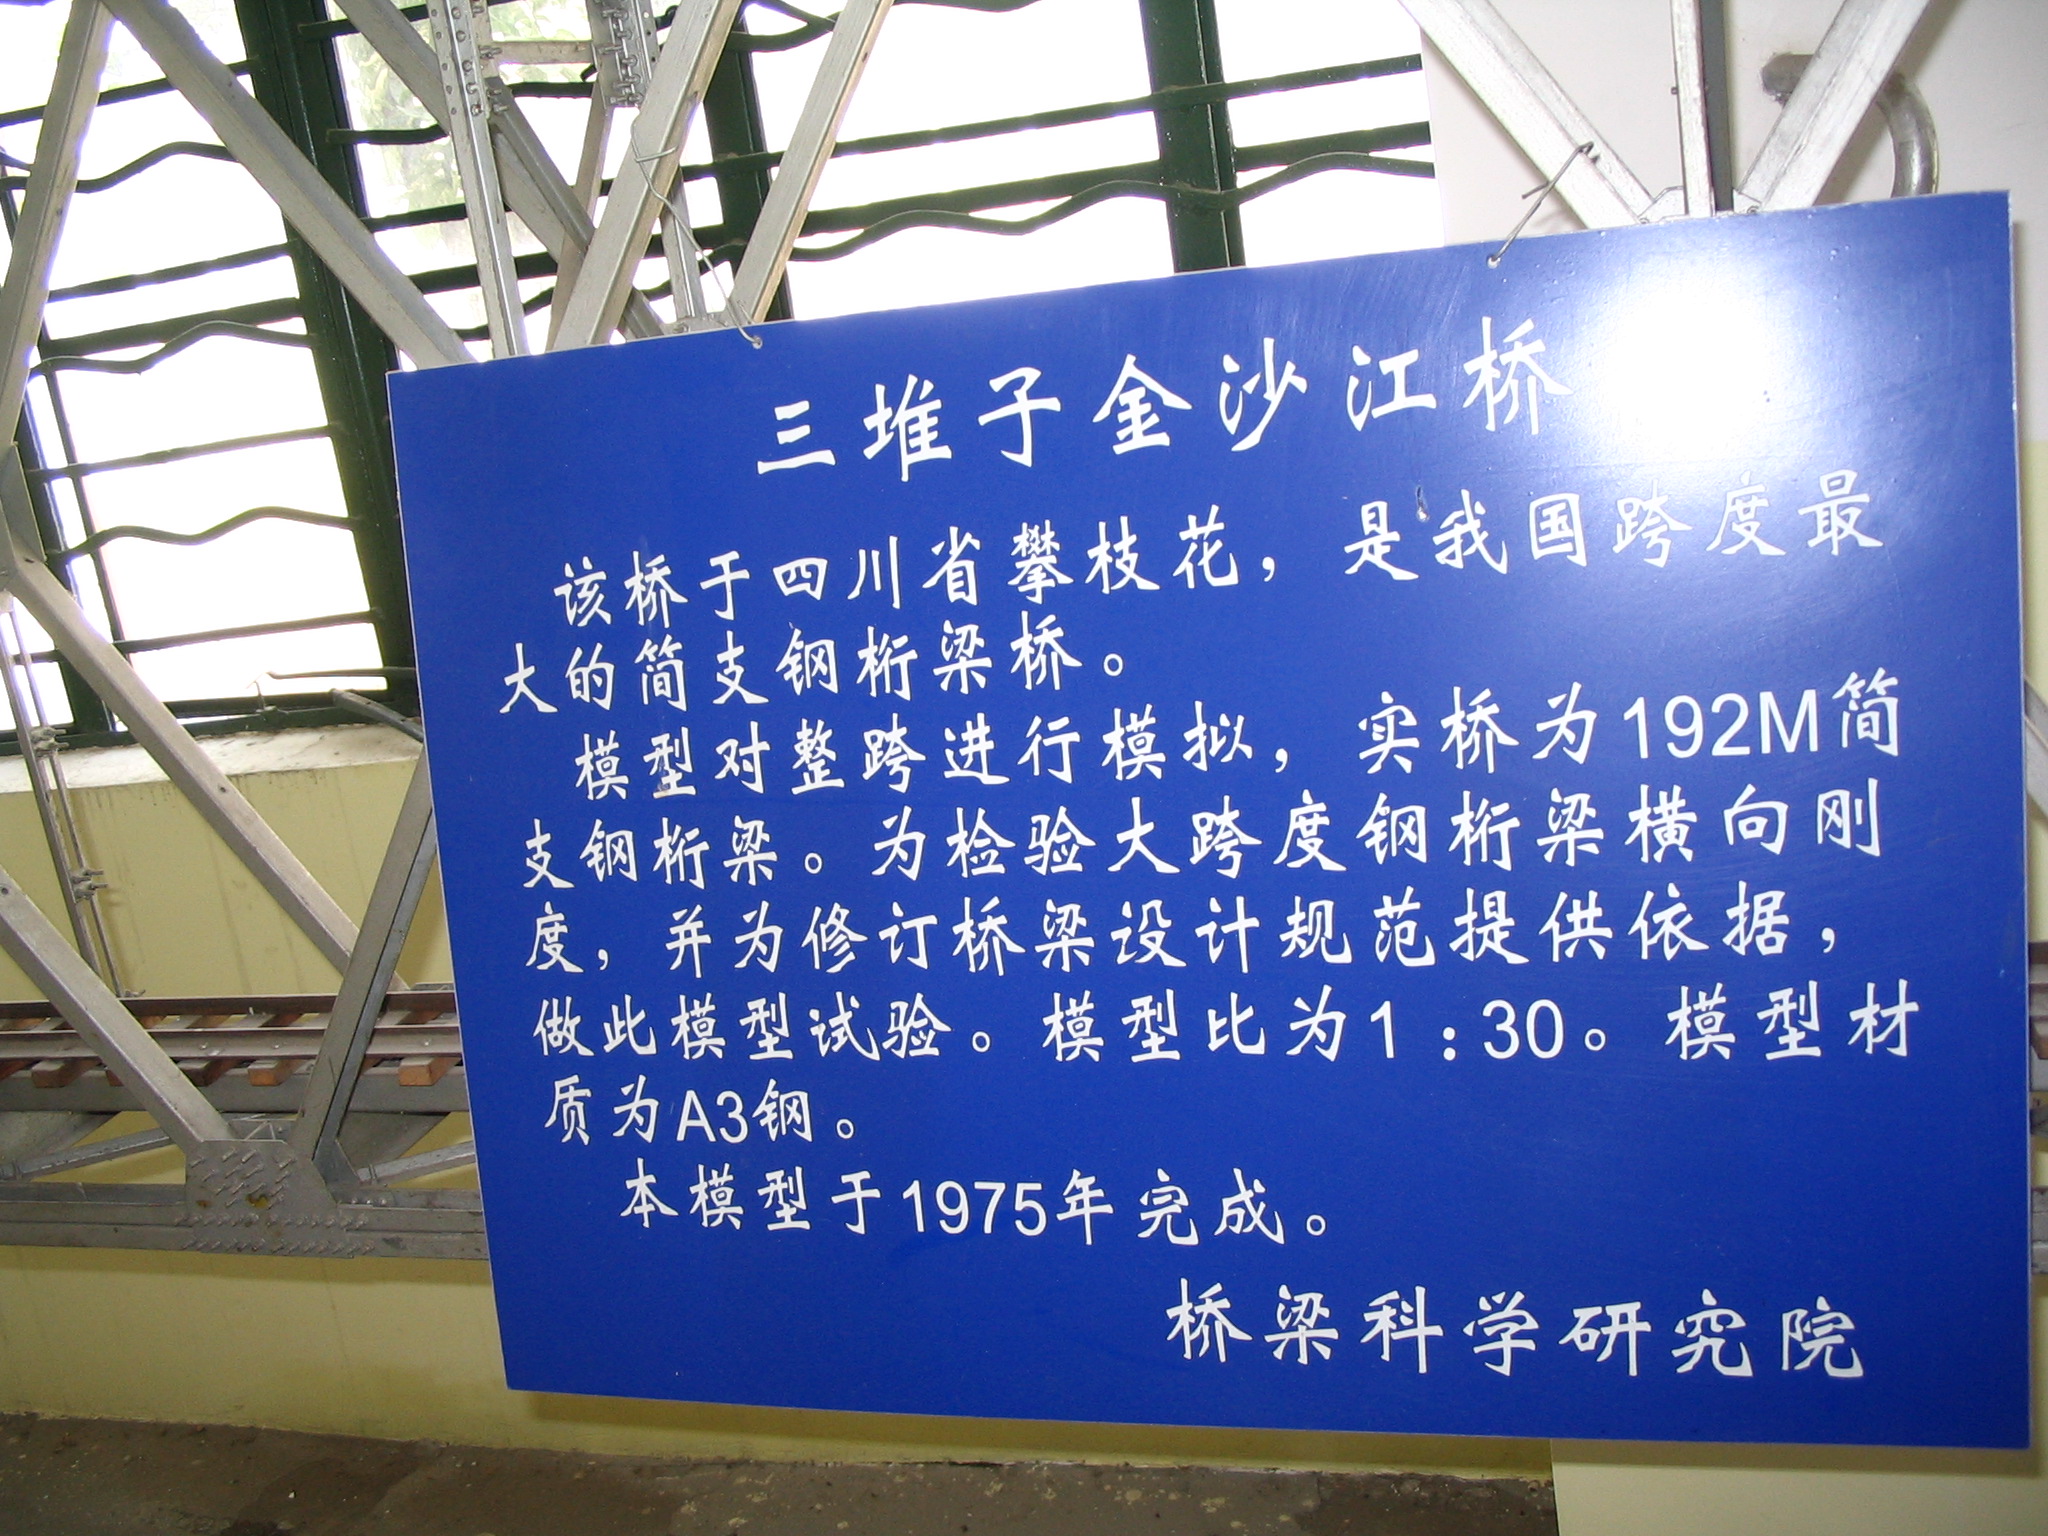 三堆子金沙江桥
该桥于四川省攀枝花，是我国跨度最
大的简支钢桁梁桥。
模型对整跨进行模拟，实桥为192M简
支钢桁梁。为检验大跨度钢桁梁横向刚
度，并为修订桥梁设计规范提供依据，
做此模型试验。模型比为1:30。模型材
质为A3钢。
本模型于1975年完成。
桥梁科学研究院